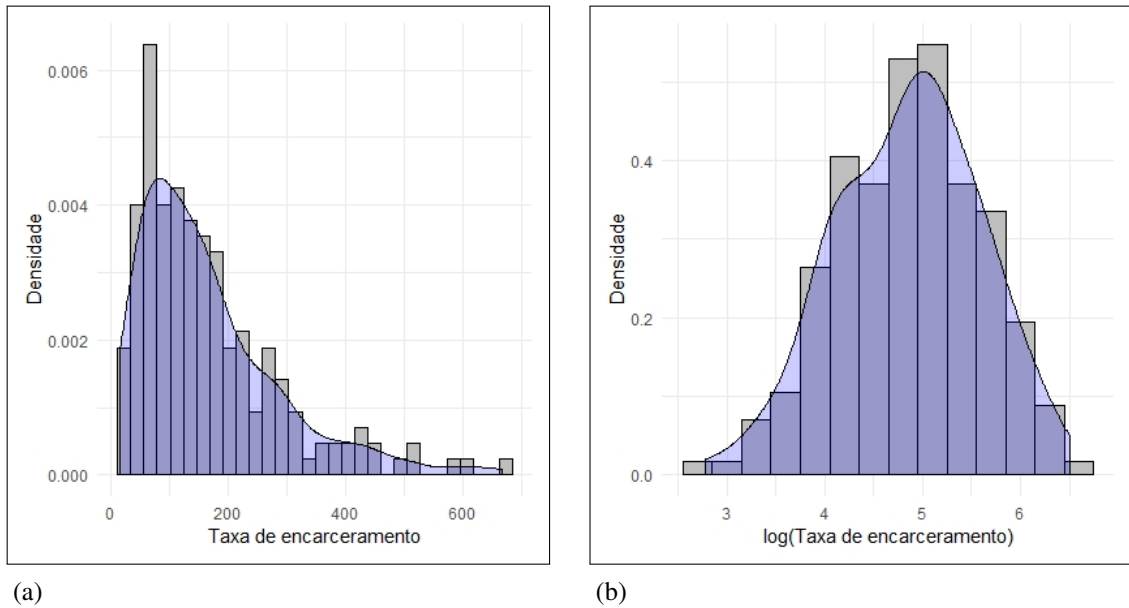 0.006
0.004
0.002
0.000
Densidade
0 200 400 600
Taxa de encarceramento
(a)
0.4
0.2
0.0
Densidade
3 4 5 6
log(Taxa de encarceramento)
(b)